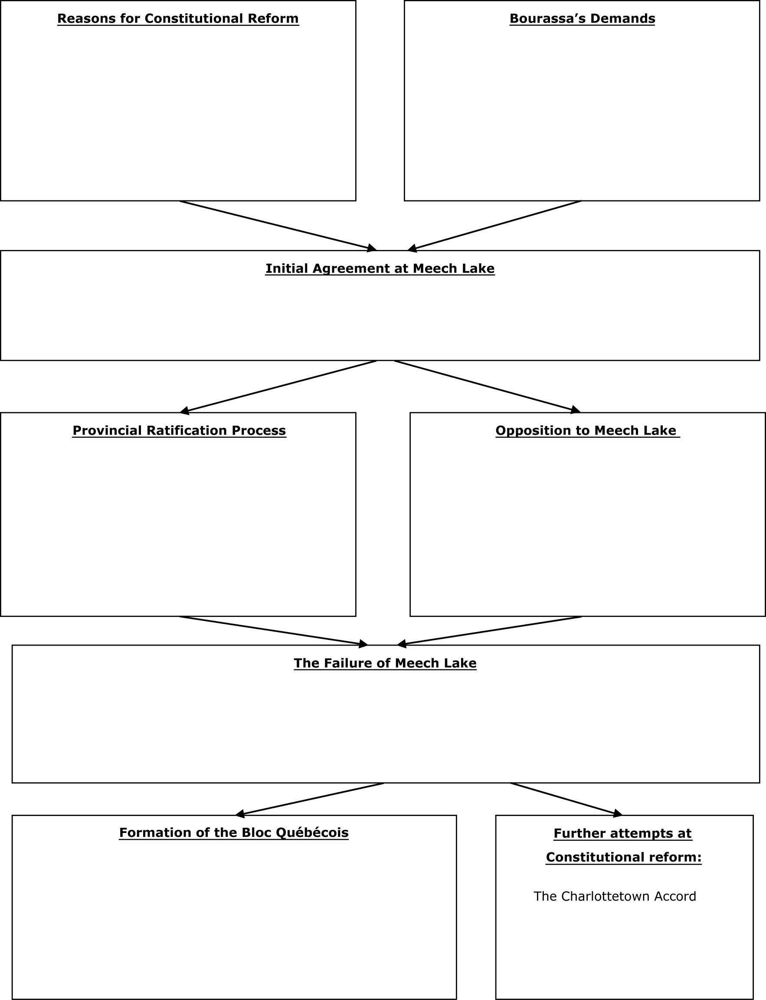 Reasons for Constitutional Reform
Bourassa’s Demands
Initial Agreement at Meech Lake
Provincial Ratification Process
Opposition to Meech Lake
The Failure of Meech Lake
Formation of the Bloc Québécois
Further attempts at
Constitutional reform:
The Charlottetown Accord